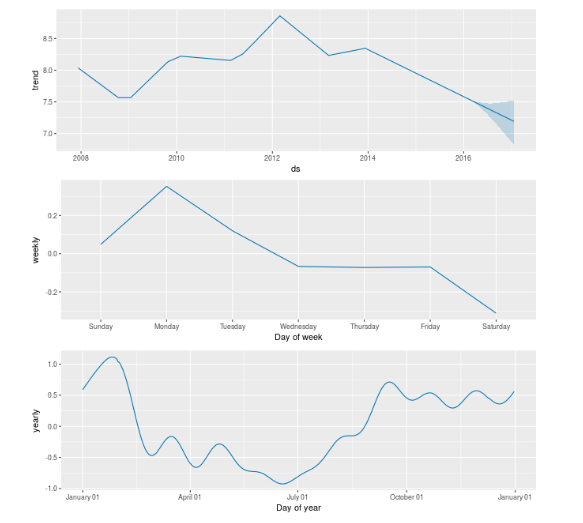 8.5
8.0
trend
7.5
7.0
2008 2010 2012 2014 2016
ds
0.2
weekly
0.0
-0.2
Sunday Monday Tuesday Wednesday Thursday Friday Saturday
Day of week
1.0
0.5
yearly
0.0
-0.5
-1.0
January 01 April 01 July 01 October 01 January 01
Day of year